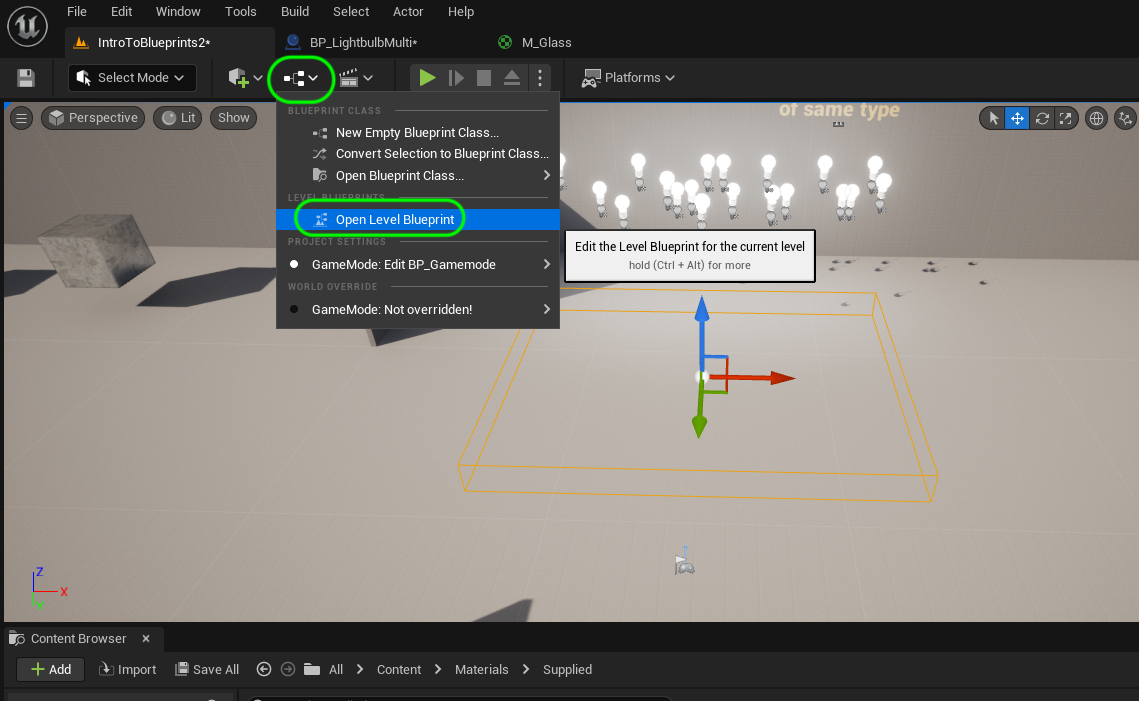 File Edit Window Tools Build Select Actor Help
IntroToBlueprints2* BP_LightbulbMulti* M_Glass
Select Mode Platforms
of same type
Perspective Lit Show
BLUEPRINT CLASS
New Empty Blueprint Class...
Convert Selection to Blueprint Class...
Open Blueprint Class...
LEVEL BLUEPRINTS
Open Level Blueprint
PROJECT SETTINGS
Edit the Level Blueprint for the current level
hold (Ctrl + Alt) for more
GameMode: Edit BP_Gamemode
WORLD OVERRIDE
GameMode: Not overridden!
Z
X
Y
Content Browser
Add Import Save All All Content Materials Supplied